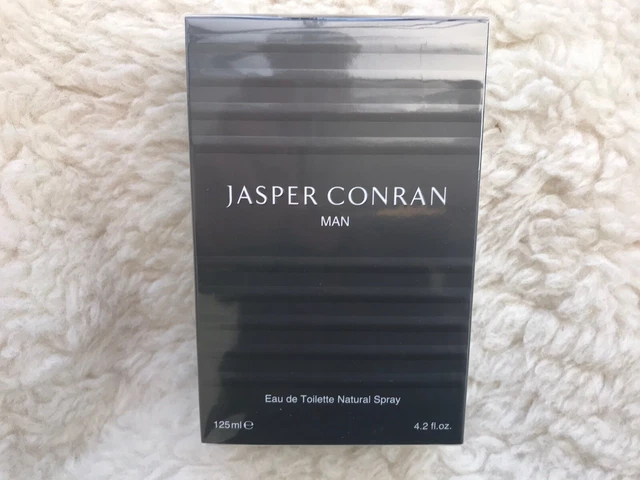 JASPER CONRAN
MAN
Eau de Toilette Natural Spray
125ml ℮ 4.2 fl.oz.